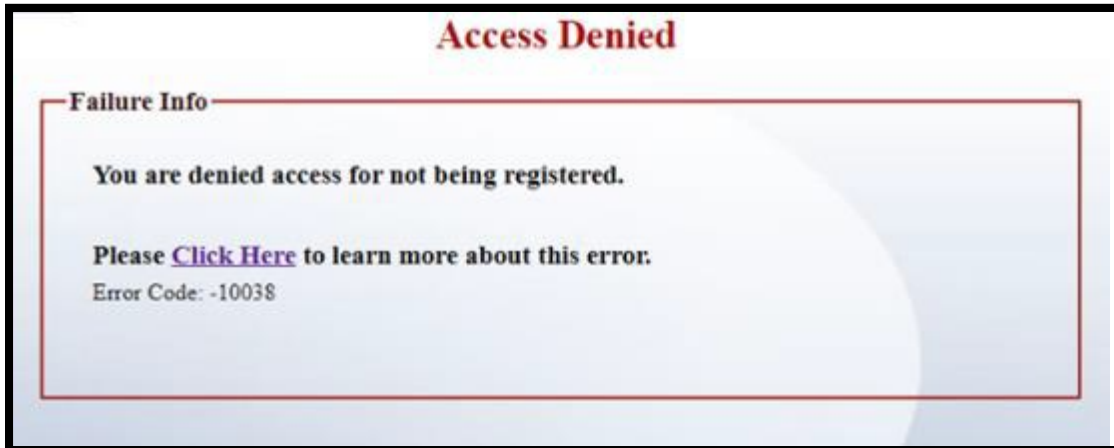 Access Denied
Failure Info
You are denied access for not being registered.
Please Click Here to learn more about this error.
Error Code: -10038